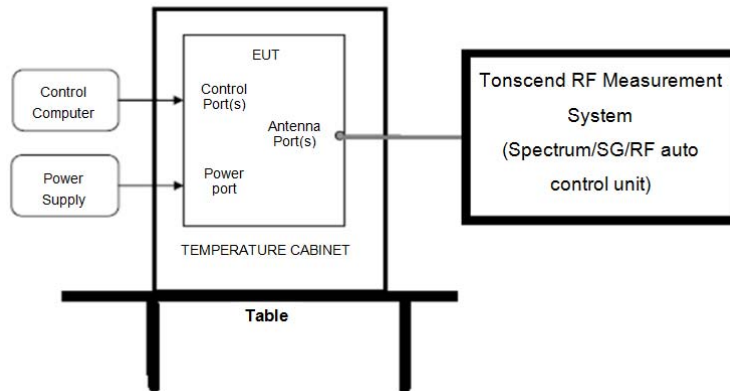 EUT
Control
Computer
Control
Port(s)
Antenna
Port(s)
Power
Supply
Power
port
TEMPERATURE CABINET
Table
Tonscend RF Measurement
System
(Spectrum/SG/RF auto
control unit)